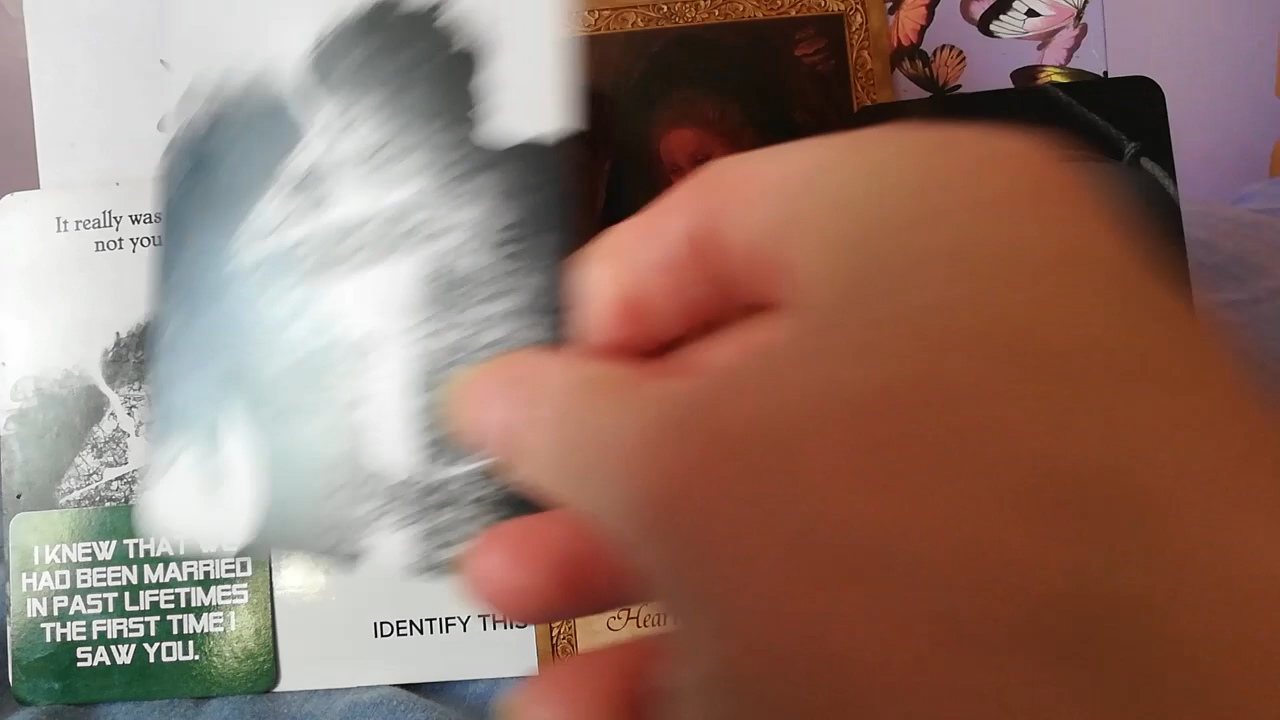 It really was
not you
I KNEW THAT WE
HAD BEEN MARRIED
IN PAST LIFETIMES
THE FIRST TIME I
SAW YOU.
IDENTIFY THIS